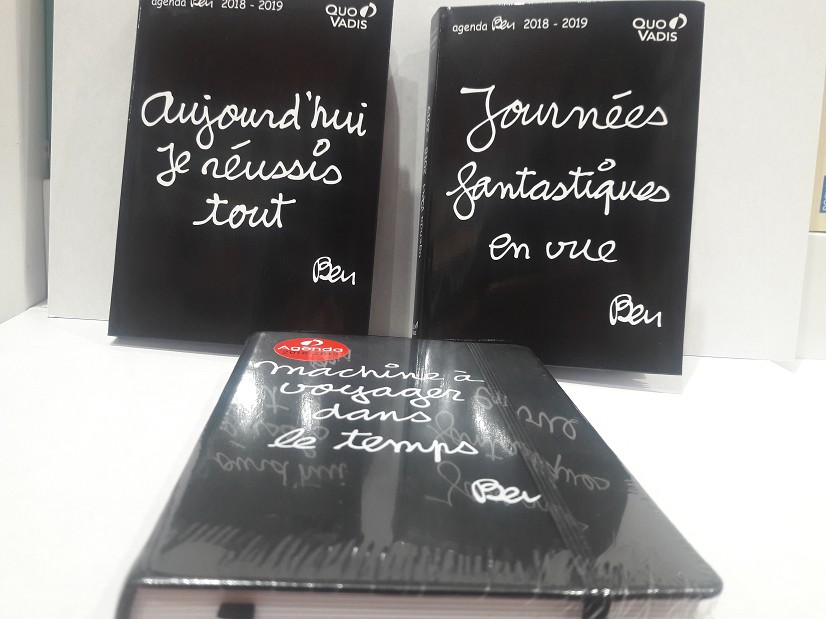 agenda Ben 2018 - 2019
QUO
VADIS
Aujourd'hui
Je réussis
tout
Ben
agenda Ben 2018 - 2019
QUO
VADIS
Journées
fantastiques
en vue
Ben
Agenda
machine à
voyager
dans
le temps
Ben